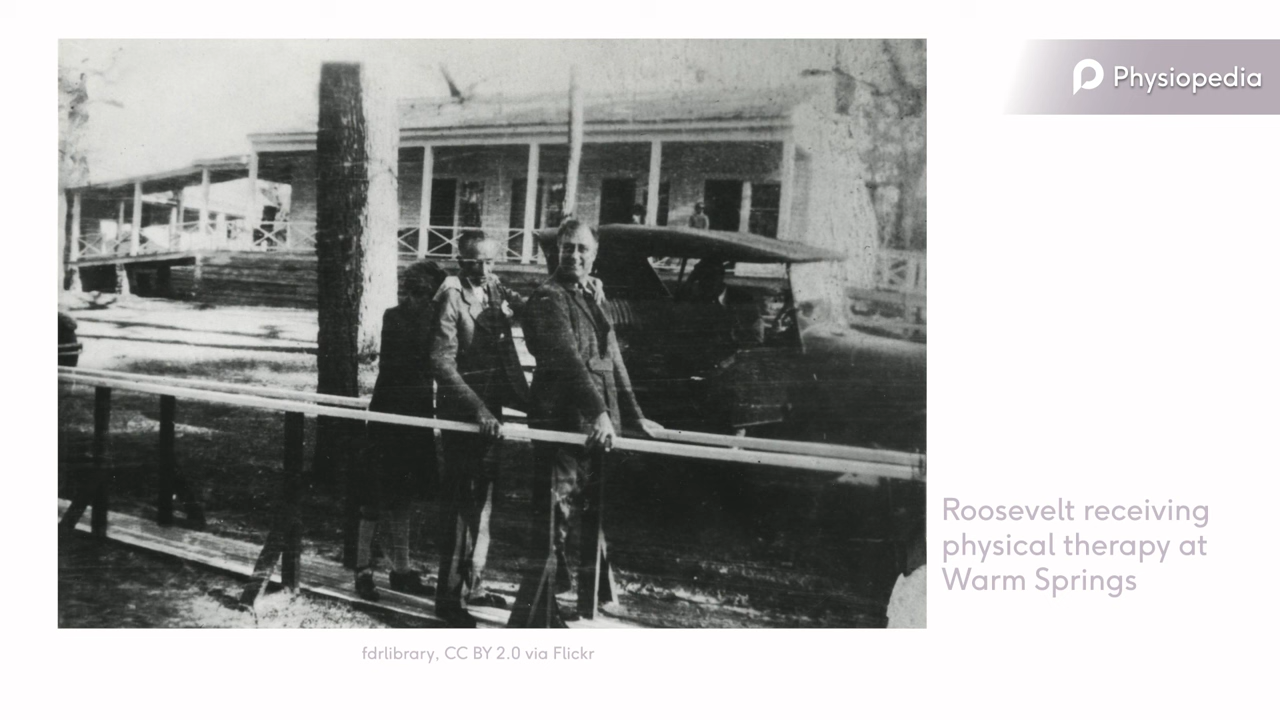 Physiopedia
Roosevelt receiving
physical therapy at
Warm Springs
fdrlibrary, CC BY 2.0 via Flickr